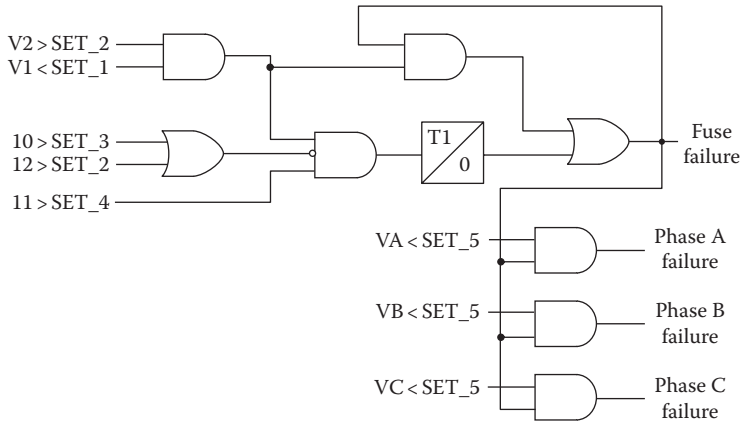 V2 > SET_2
V1 < SET_1
10 > SET_3
12 > SET_2
11 > SET_4
T1
0
Fuse
failure
VA < SET_5
Phase A
failure
VB < SET_5
Phase B
failure
VC < SET_5
Phase C
failure